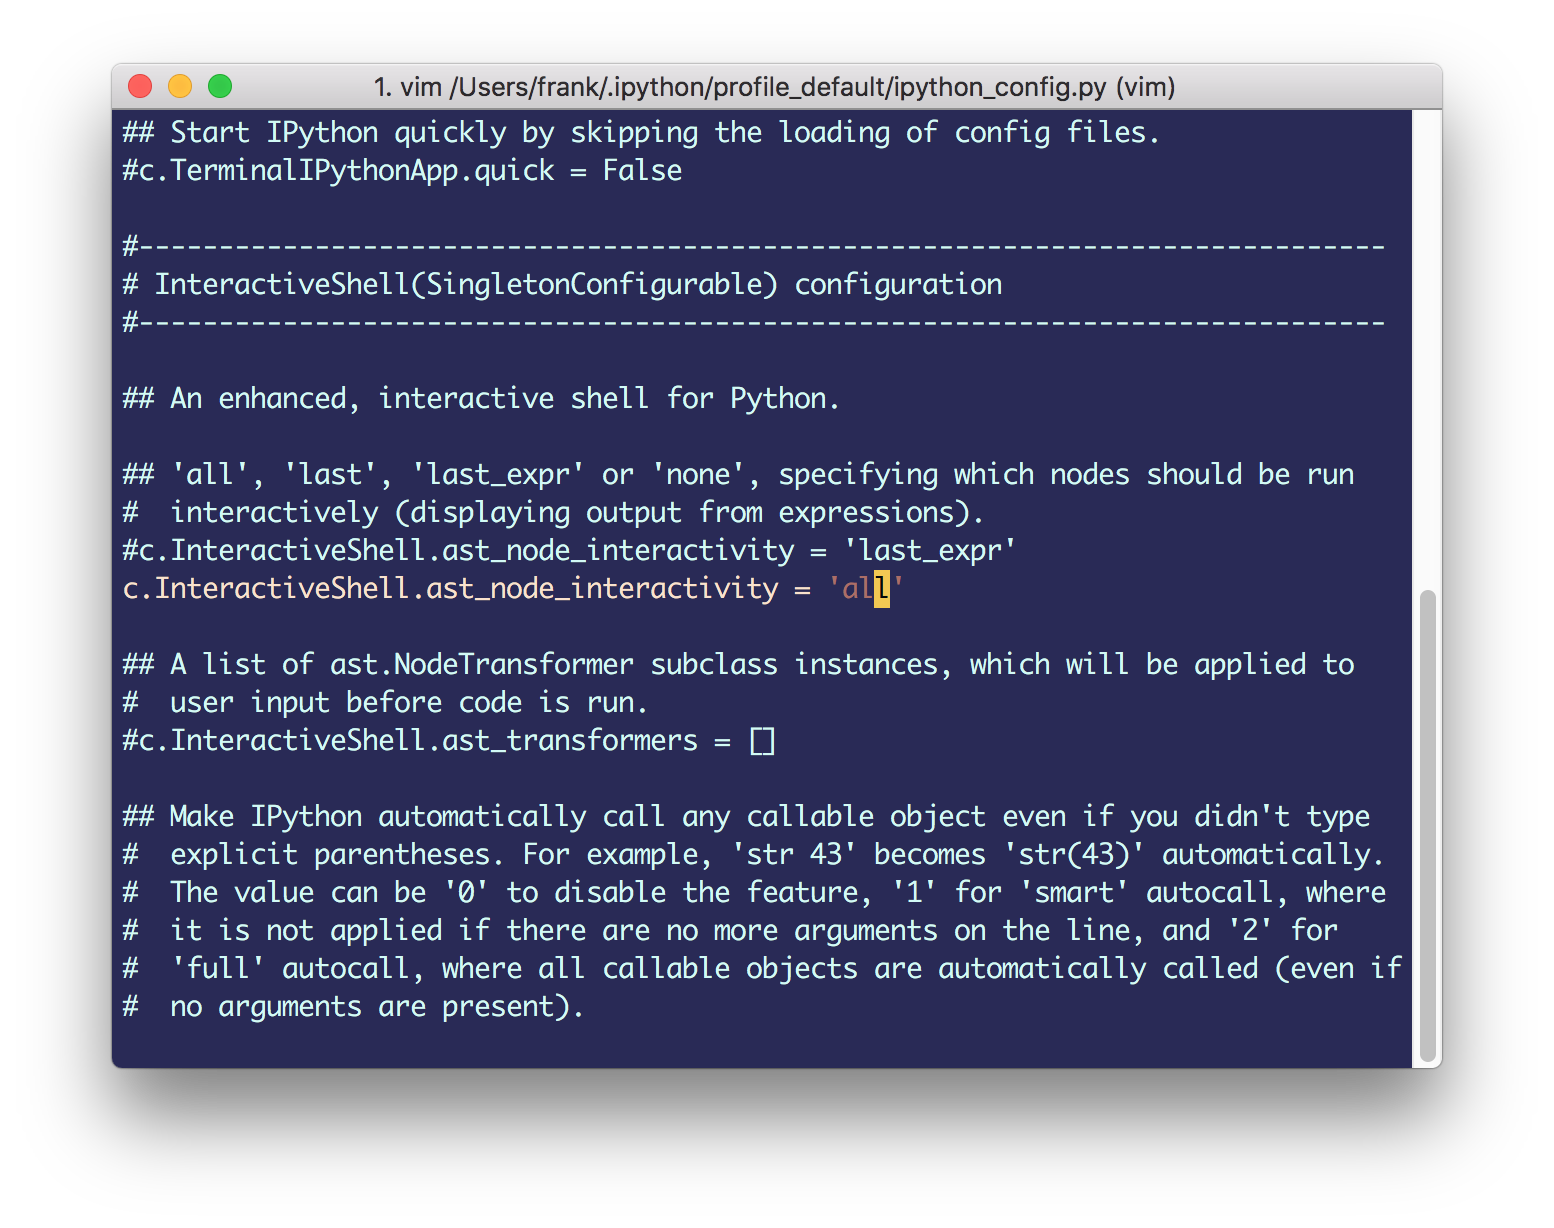 1. vim /Users/frank/.ipython/profile_default/ipython_config.py (vim)
## Start IPython quickly by skipping the loading of config files.
#c.TerminalIPythonApp.quick = False
#------------------------------------------------------------------------------
# InteractiveShell(SingletonConfigurable) configuration
#------------------------------------------------------------------------------
## An enhanced, interactive shell for Python.
## 'all', 'last', 'last_expr' or 'none', specifying which nodes should be run
#  interactively (displaying output from expressions).
#c.InteractiveShell.ast_node_interactivity = 'last_expr'
c.InteractiveShell.ast_node_interactivity = 'all'
## A list of ast.NodeTransformer subclass instances, which will be applied to
#  user input before code is run.
#c.InteractiveShell.ast_transformers = []
## Make IPython automatically call any callable object even if you didn't type
#  explicit parentheses. For example, 'str 43' becomes 'str(43)' automatically.
#  The value can be '0' to disable the feature, '1' for 'smart' autocall, where
#  it is not applied if there are no more arguments on the line, and '2' for
#  'full' autocall, where all callable objects are automatically called (even if
#  no arguments are present).